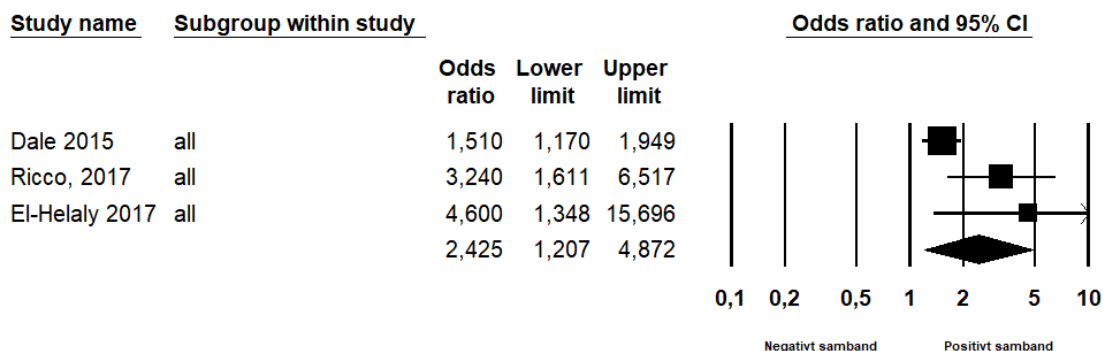 Study name Subgroup within study Odds ratio and 95% CI
Odds Lower Upper
ratio limit limit
Dale 2015 all 1,510 1,170 1,949
Ricco, 2017 all 3,240 1,611 6,517
El-Helaly 2017 all 4,600 1,348 15,696
2,425 1,207 4,872
0,1 0,2 0,5 1 2 5 10
Negativt samband Positivt samband